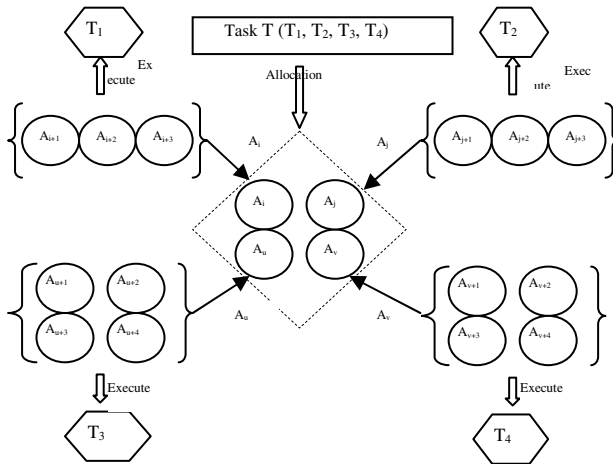 T₁
Task T (T₁, T₂, T₃, T₄)
T₂
Ex
ecute
Allocation
Exec
ute
Aᵢ₊₁ Aᵢ₊₂ Aᵢ₊₃
Aᵢ
Aⱼ
Aⱼ₊₁ Aⱼ₊₂ Aⱼ₊₃
Aᵢ Aⱼ
Aᵤ Aᵥ
Aᵤ₊₁ Aᵤ₊₂
Aᵤ₊₃ Aᵤ₊₄
Aᵤ
Aᵥ
Aᵥ₊₁ Aᵥ₊₂
Aᵥ₊₃ Aᵥ₊₄
Execute
Execute
T₃
T₄